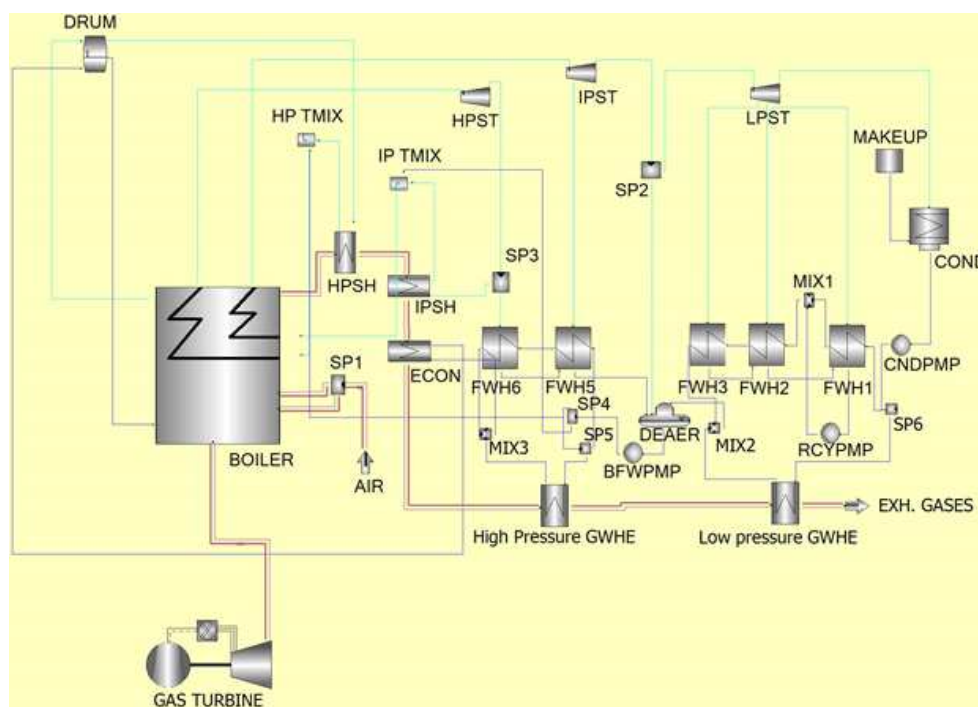 DRUM
IPST
HPST
LPST
HP TMIX
MAKEUP
IP TMIX
SP2
SP3
COND
HPSH
MIX1
IPSH
SP1
ECON
CNDPMP
FWH6
FWH5
FWH3
FWH2
FWH1
SP4
DEAER
SP6
MIX3
SP5
MIX2
RCYPMP
BOILER
BFWPMP
AIR
EXH. GASES
High Pressure GWHE
Low pressure GWHE
GAS TURBINE